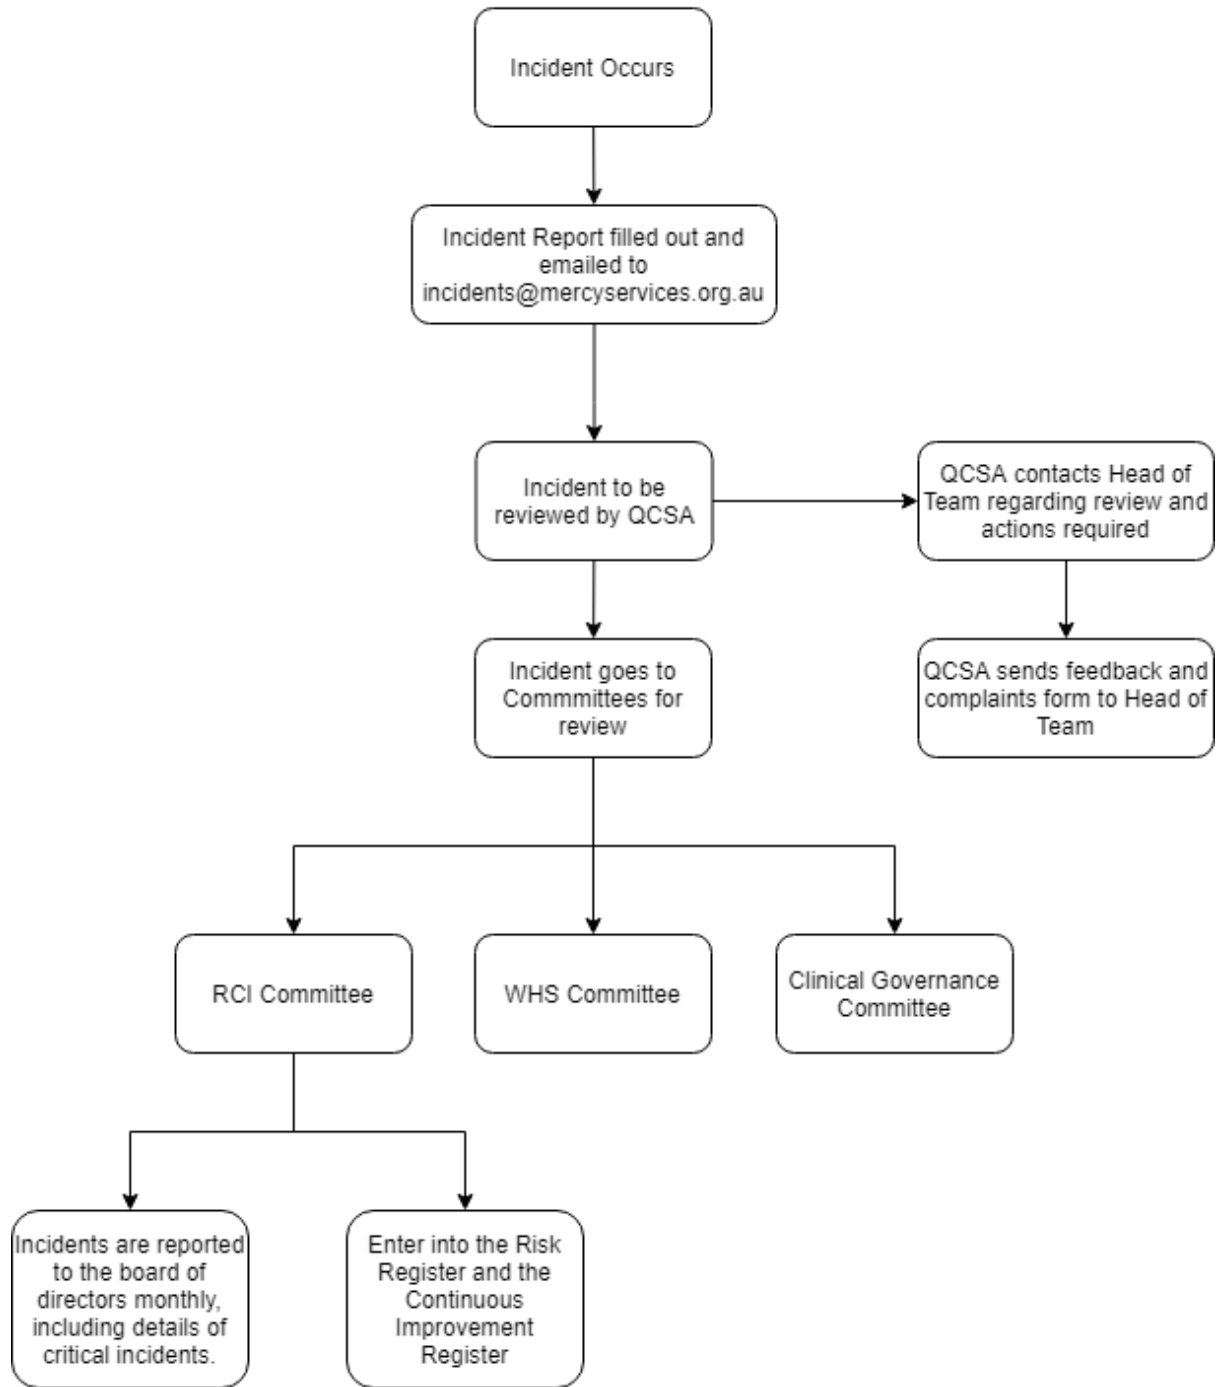 Incident Occurs
Incident Report filled out and
emailed to
incidents@mercyservices.org.au
Incident to be
reviewed by QCSA
QCSA contacts Head of
Team regarding review and
actions required
Incident goes to
Commmittees for
review
QCSA sends feedback and
complaints form to Head of
Team
RCI Committee
WHS Committee
Clinical Governance
Committee
Incidents are reported
to the board of
directors monthly,
including details of
critical incidents.
Enter into the Risk
Register and the
Continuous
Improvement
Register